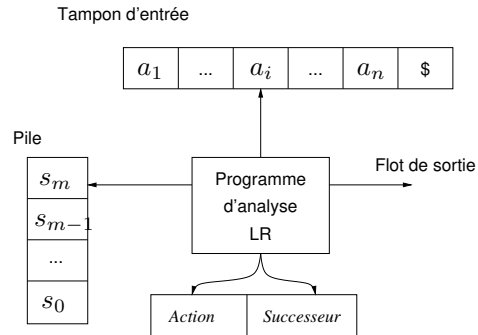 Tampon d'entrée
a₁ ... aᵢ ... aₙ $
Pile
sₘ
sₘ₋₁
...
s₀
Programme
d'analyse
LR
Flot de sortie
Action Successeur